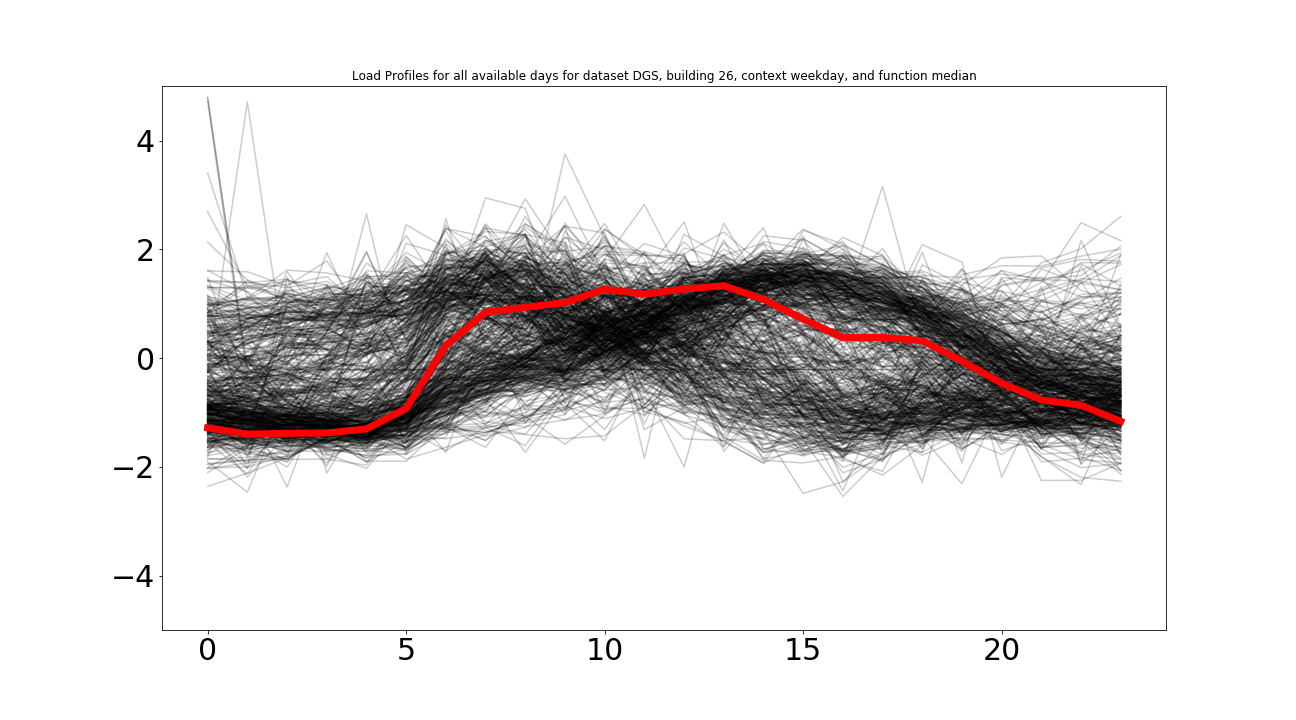 Load Profiles for all available days for dataset DGS, building 26, context weekday, and function median
4
2
0
−2
−4
0 5 10 15 20